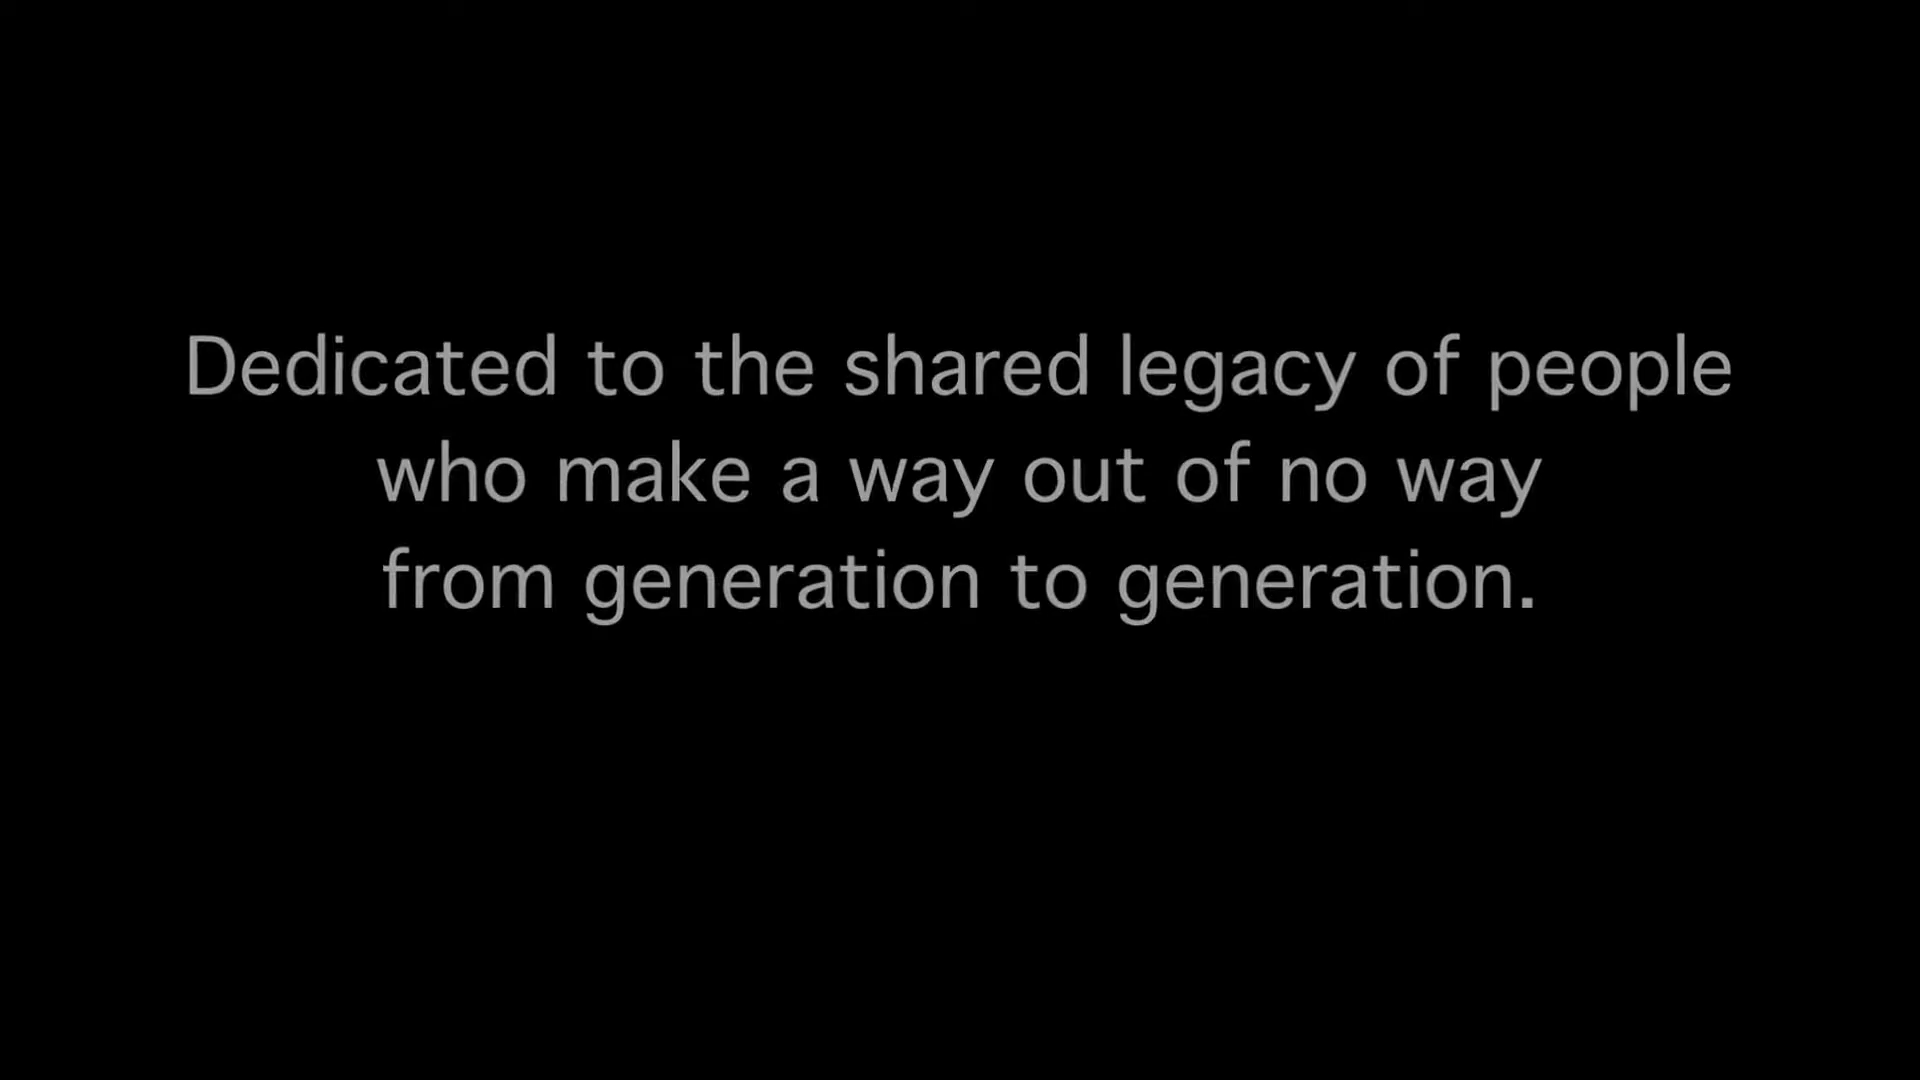 Dedicated to the shared legacy of people
who make a way out of no way
from generation to generation.